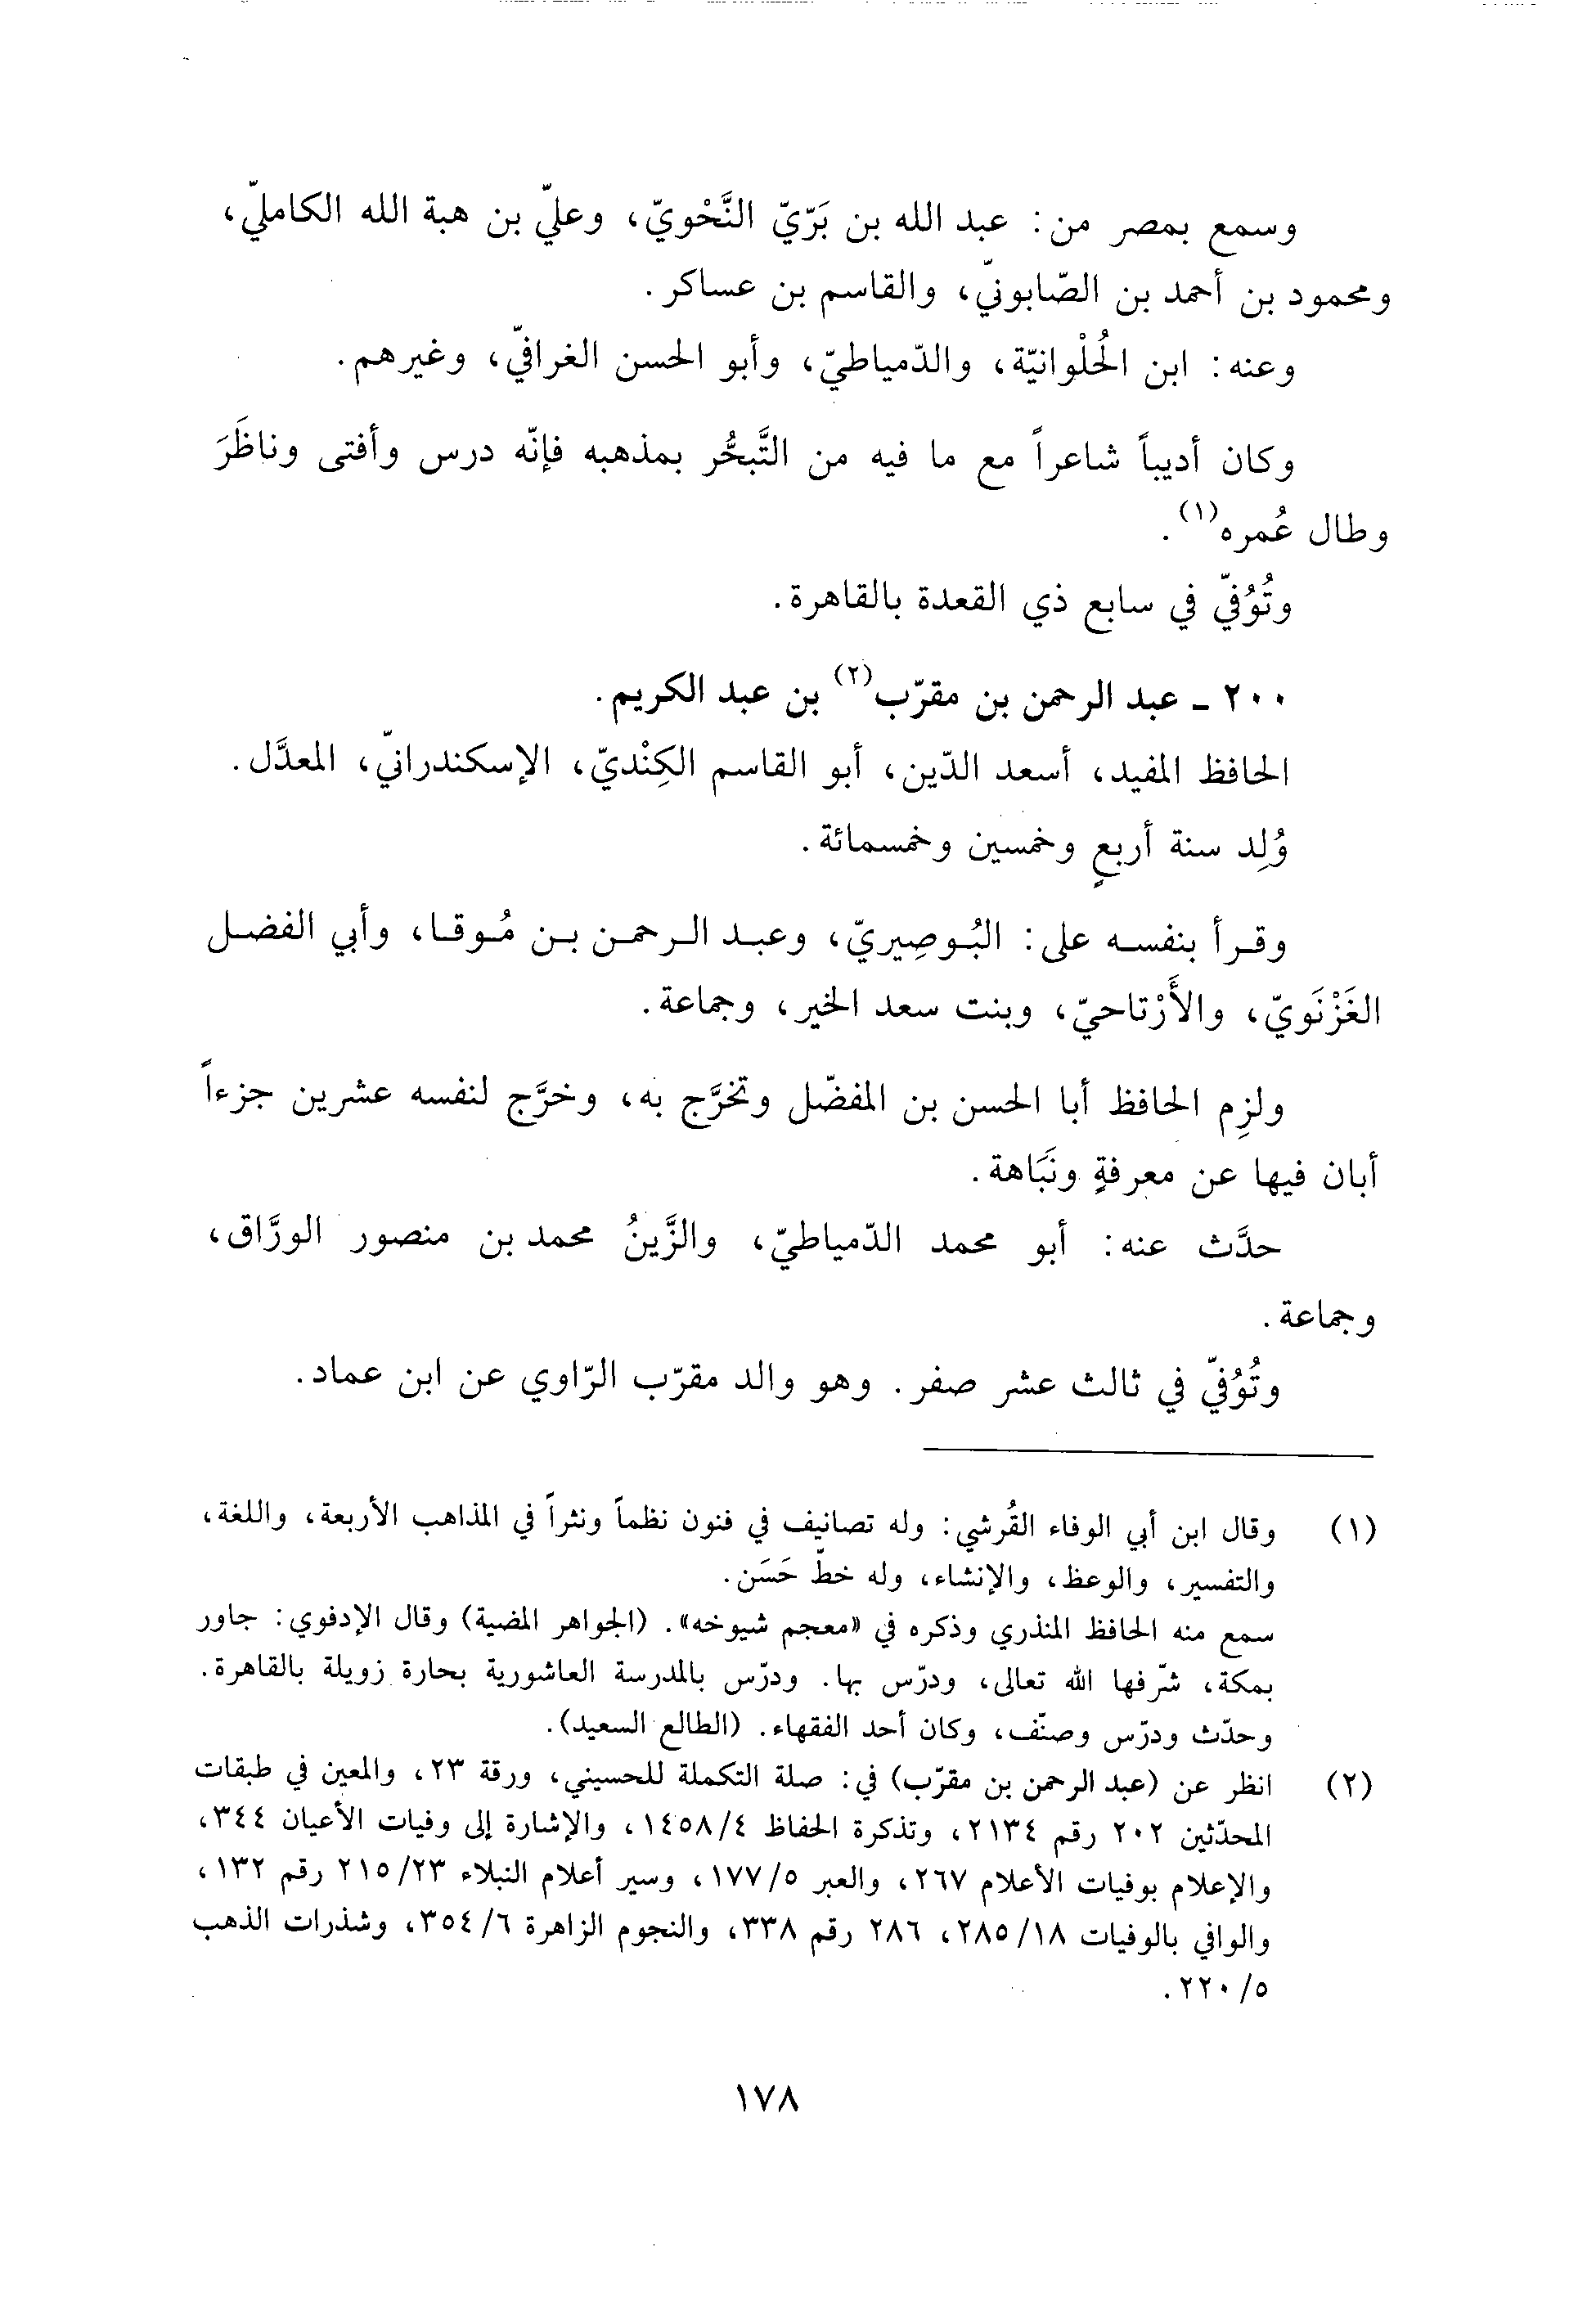 وسمع بمصر من: عبد الله بن بَرّيّ النَّحْويّ، وعليّ بن هبة الله الكامليّ،
ومحمود بن أحمد بن الصّابونيّ، والقاسم بن عساكر.
وعنه: ابن الحُلْوانيّة، والدّمياطيّ، وأبو الحسن الغرافيّ، وغيرهم.
وكان أديباً شاعراً مع ما فيه من التَّبحُّر بمذهبه فإنّه درس وأفتى وناظَرَ
وطال عُمره(١).
وتُوُفيّ في سابع ذي القعدة بالقاهرة.
٢٠٠ ـ عبد الرحمن بن مقرّب(٢) بن عبد الكريم.
الحافظ المفيد، أسعد الدّين، أبو القاسم الكِنْديّ، الإسكندرانيّ، المعدَّل.
وُلِد سنة أربعٍ وخمسين وخمسمائة.
وقرأ بنفسه على: البُوصِيريّ، وعبد الرحمن بن مُوقا، وأبي الفضل
الغَزْنَويّ، والأَرْتاحيّ، وبنت سعد الخير، وجماعة.
ولزِم الحافظ أبا الحسن بن المفضّل وتخرَّج به، وخرَّج لنفسه عشرين جزءاً
أبان فيها عن معرفةٍ ونَبَاهة.
حدَّث عنه: أبو محمد الدّمياطيّ، والزَّينُ محمد بن منصور الورَّاق،
وجماعة.
وتُوُفيّ في ثالث عشر صفر. وهو والد مقرّب الرّاوي عن ابن عماد.
(١) وقال ابن أبي الوفاء القُرشي: وله تصانيف في فنون نظماً ونثراً في المذاهب الأربعة، واللغة،
والتفسير، والوعظ، والإنشاء، وله خطّ حَسَن.
سمع منه الحافظ المنذري وذكره في «معجم شيوخه». (الجواهر المضية) وقال الإدفوي: جاور
بمكة، شرّفها الله تعالى، ودرّس بها. ودرّس بالمدرسة العاشورية بحارة زويلة بالقاهرة.
وحدّث ودرّس وصنّف، وكان أحد الفقهاء. (الطالع السعيد).
(٢) انظر عن (عبد الرحمن بن مقرّب) في: صلة التكملة للحسيني، ورقة ٢٣، والمعين في طبقات
المحدّثين ٢٠٢ رقم ٢١٣٤، وتذكرة الحفاظ ١٤٥٨/٤، والإشارة إلى وفيات الأعيان ٣٤٤،
والإعلام بوفيات الأعلام ٢٦٧، والعبر ١٧٧/٥، وسير أعلام النبلاء ٢١٥/٢٣ رقم ١٣٢،
والوافي بالوفيات ٢٨٥/١٨، ٢٨٦ رقم ٣٣٨، والنجوم الزاهرة ٣٥٤/٦، وشذرات الذهب
٢٢٠/٥.
١٧٨